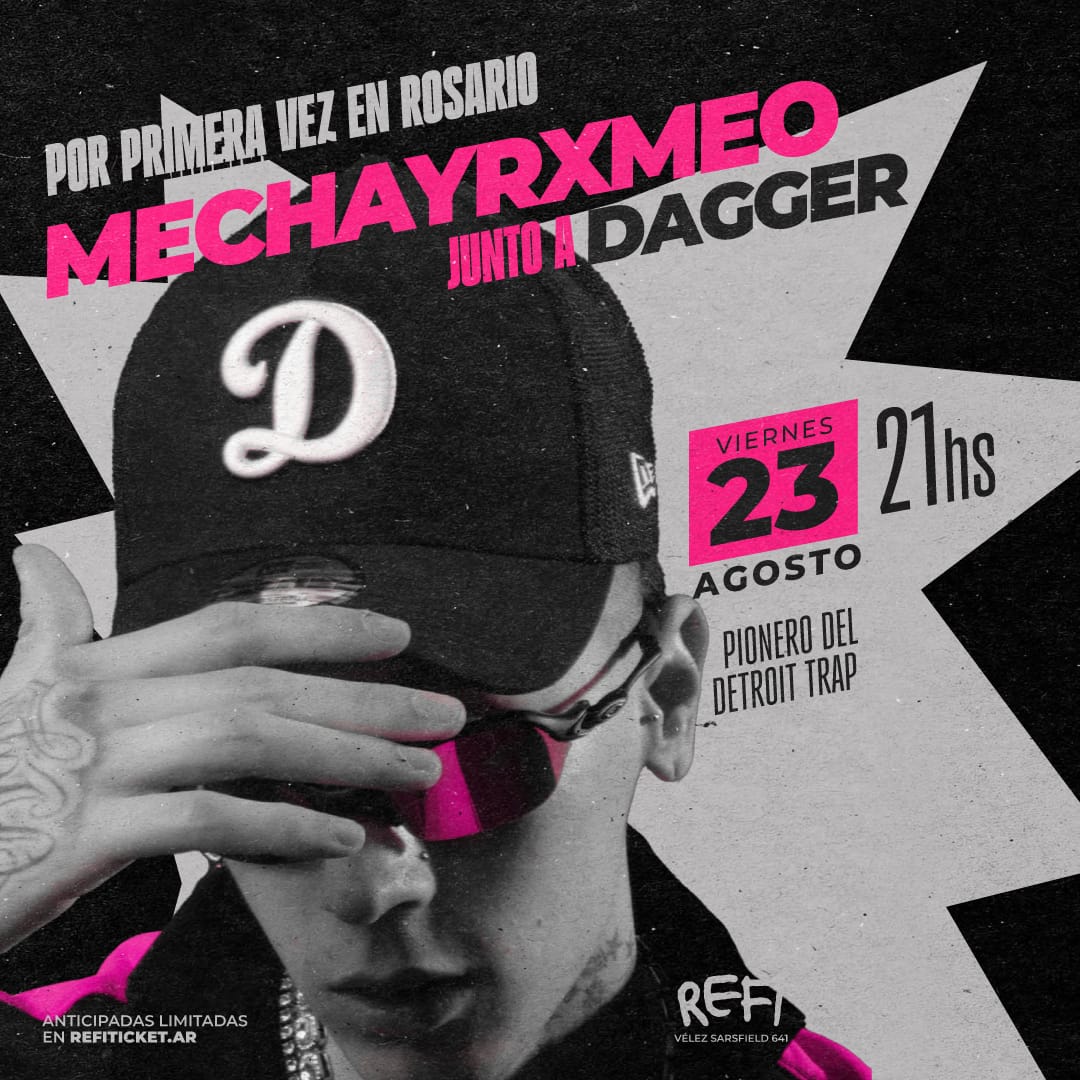 POR PRIMERA VEZ EN ROSARIO
MECHAYRXMEO
JUNTO A DAGGER
D
VIERNES
23
AGOSTO
21hs
PIONERO DEL
DETROIT TRAP
ANTICIPADAS LIMITADAS
EN REFITICKET.AR
REFI
VÉLEZ SARSFIELD 641